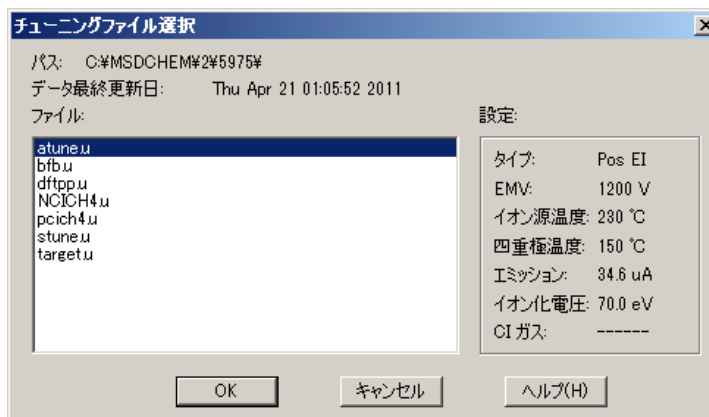 チューニングファイル選択
パス: C:¥MSDCHEM¥2¥5975¥
データ最終更新日: Thu Apr 21 01:05:52 2011
ファイル:
atune.u
bfb.u
dftpp.u
NCICH4.u
pcich4.u
stune.u
target.u
設定:
タイプ: Pos EI
EMV: 1200 V
イオン源温度: 230 ℃
四重極温度: 150 ℃
エミッション: 34.6 uA
イオン化電圧: 70.0 eV
CI ガス: ------
OK
キャンセル
ヘルプ(H)